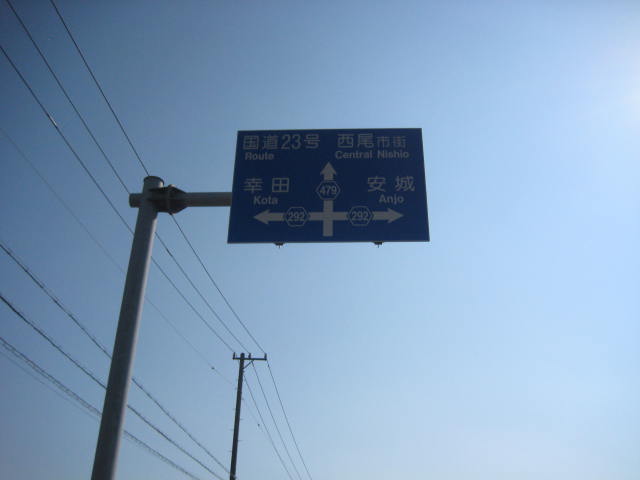 国道23号 西尾市街
Route Central Nishio
479
幸田 安城
Kota Anjo
292 292